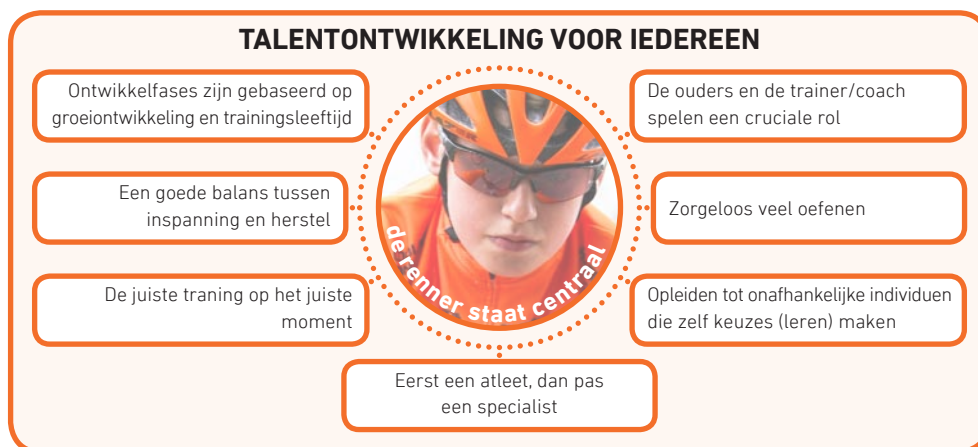 TALENTONTWIKKELING VOOR IEDEREEN
Ontwikkelfases zijn gebaseerd op
groeiontwikkeling en trainingsleeftijd
Een goede balans tussen
inspanning en herstel
De juiste traning op het juiste
moment
de renner staat centraal
De ouders en de trainer/coach
spelen een cruciale rol
Zorgeloos veel oefenen
Opleiden tot onafhankelijke individuen
die zelf keuzes (leren) maken
Eerst een atleet, dan pas
een specialist